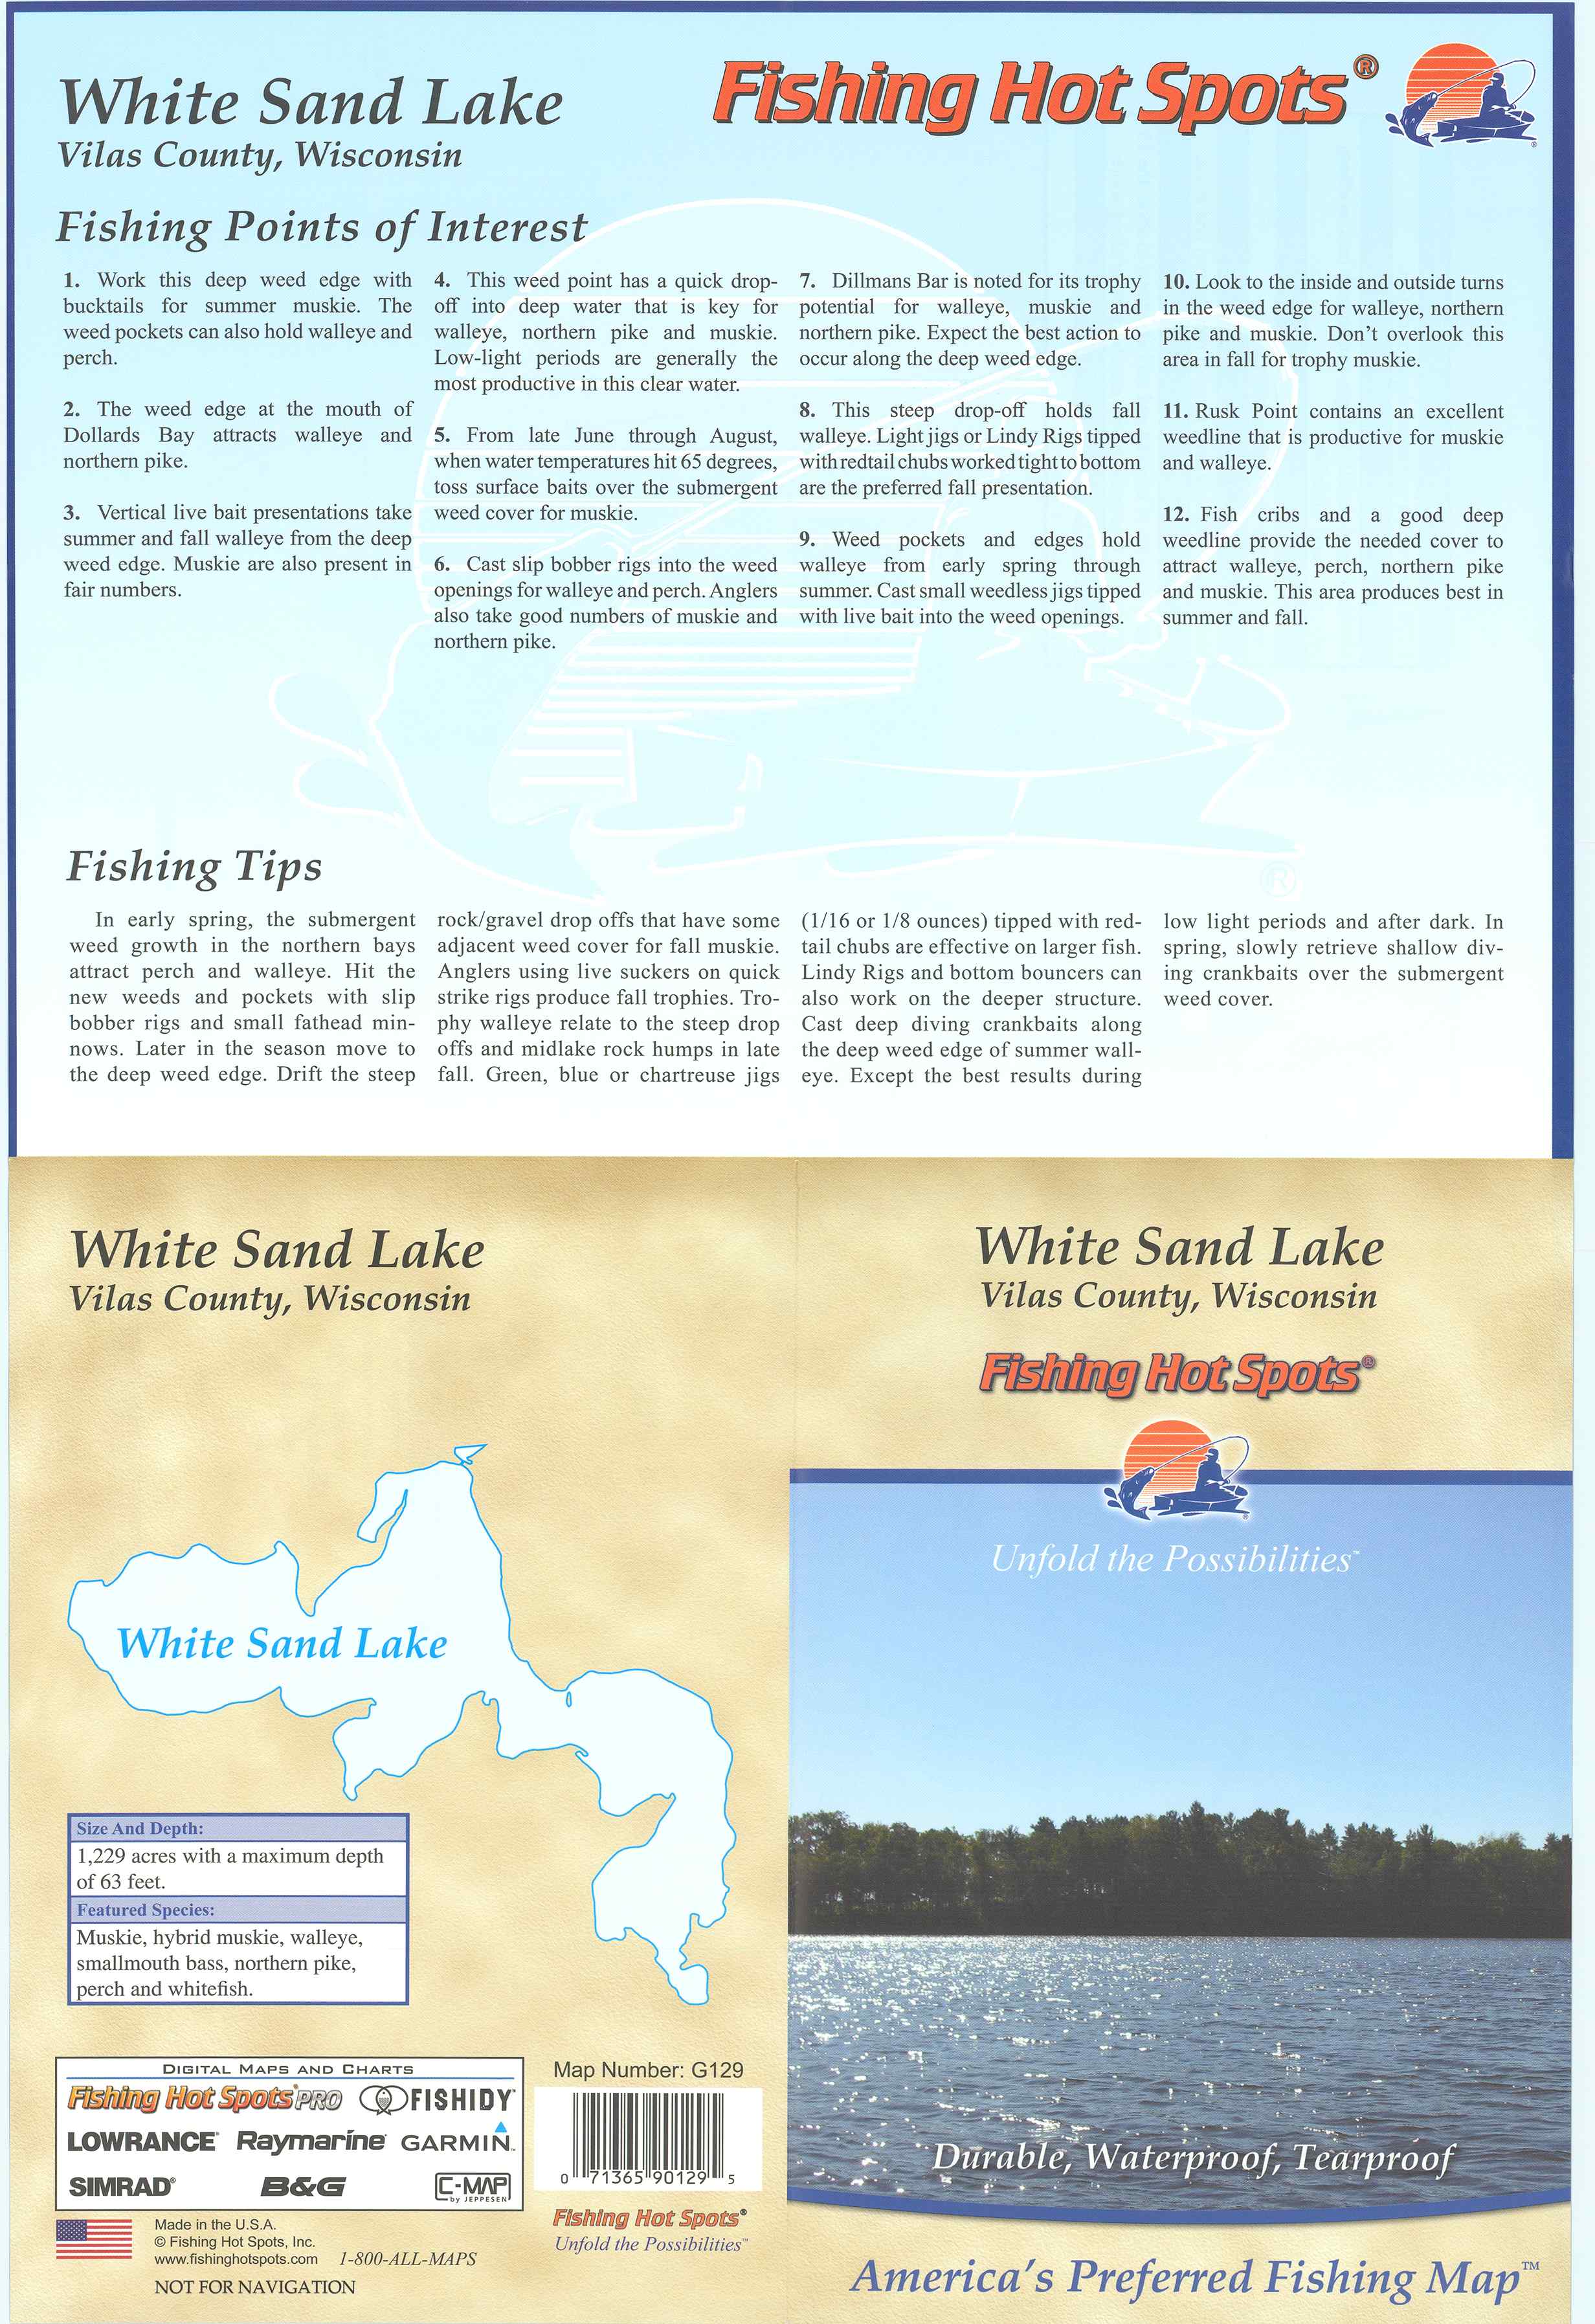 White Sand Lake
Vilas County, Wisconsin
Fishing Hot Spots®
Fishing Points of Interest
1. Work this deep weed edge with
bucktails for summer muskie. The
weed pockets can also hold walleye and
perch.
2. The weed edge at the mouth of
Dollards Bay attracts walleye and
northern pike.
3. Vertical live bait presentations take
summer and fall walleye from the deep
weed edge. Muskie are also present in
fair numbers.
4. This weed point has a quick drop-
off into deep water that is key for
walleye, northern pike and muskie.
Low-light periods are generally the
most productive in this clear water.
5. From late June through August,
when water temperatures hit 65 degrees,
toss surface baits over the submergent
weed cover for muskie.
6. Cast slip bobber rigs into the weed
openings for walleye and perch. Anglers
also take good numbers of muskie and
northern pike.
7. Dillmans Bar is noted for its trophy
potential for walleye, muskie and
northern pike. Expect the best action to
occur along the deep weed edge.
8. This steep drop-off holds fall
walleye. Light jigs or Lindy Rigs tipped
with redtail chubs worked tight to bottom
are the preferred fall presentation.
9. Weed pockets and edges hold
walleye from early spring through
summer. Cast small weedless jigs tipped
with live bait into the weed openings.
10. Look to the inside and outside turns
in the weed edge for walleye, northern
pike and muskie. Don't overlook this
area in fall for trophy muskie.
11. Rusk Point contains an excellent
weedline that is productive for muskie
and walleye.
12. Fish cribs and a good deep
weedline provide the needed cover to
attract walleye, perch, northern pike
and muskie. This area produces best in
summer and fall.
®
Fishing Tips
In early spring, the submergent
weed growth in the northern bays
attract perch and walleye. Hit the
new weeds and pockets with slip
bobber rigs and small fathead min-
nows. Later in the season move to
the deep weed edge. Drift the steep
rock/gravel drop offs that have some
adjacent weed cover for fall muskie.
Anglers using live suckers on quick
strike rigs produce fall trophies. Tro-
phy walleye relate to the steep drop
offs and midlake rock humps in late
fall. Green, blue or chartreuse jigs
(1/16 or 1/8 ounces) tipped with red-
tail chubs are effective on larger fish.
Lindy Rigs and bottom bouncers can
also work on the deeper structure.
Cast deep diving crankbaits along
the deep weed edge of summer wall-
eye. Except the best results during
low light periods and after dark. In
spring, slowly retrieve shallow div-
ing crankbaits over the submergent
weed cover.
White Sand Lake
Vilas County, Wisconsin
White Sand Lake
Size And Depth:
1,229 acres with a maximum depth
of 63 feet.
Featured Species:
Muskie, hybrid muskie, walleye,
smallmouth bass, northern pike,
perch and whitefish.
DIGITAL MAPS AND CHARTS
Fishing Hot Spots® PRO FISHIDY™
LOWRANCE® Raymarine® GARMIN™
SIMRAD® B&G C-MAP
by JEPPESEN
Made in the U.S.A.
© Fishing Hot Spots, Inc.
www.fishinghotspots.com 1-800-ALL-MAPS
NOT FOR NAVIGATION
Map Number: G129
0 71365 90129 5
Fishing Hot Spots®
Unfold the Possibilities™
White Sand Lake
Vilas County, Wisconsin
Fishing Hot Spots®
Unfold the Possibilities™
Durable, Waterproof, Tearproof
America's Preferred Fishing Map™